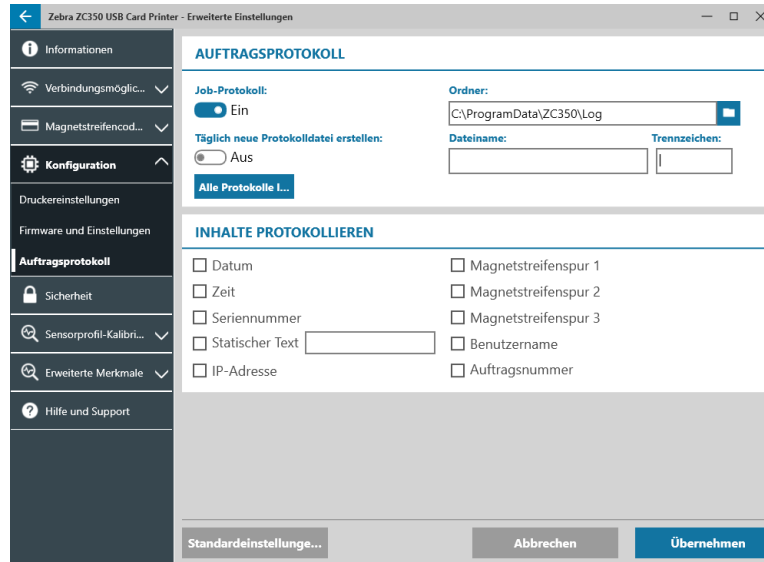 Zebra ZC350 USB Card Printer - Erweiterte Einstellungen
Informationen
Verbindungsmöglic...
Magnetstreifencod...
Konfiguration
Druckereinstellungen
Firmware und Einstellungen
Auftragsprotokoll
Sicherheit
Sensorprofil-Kalibri...
Erweiterte Merkmale
Hilfe und Support
AUFTRAGSPROTOKOLL
Job-Protokoll:
Ein
Ordner:
C:\ProgramData\ZC350\Log
Täglich neue Protokolldatei erstellen:
Aus
Dateiname:
Trennzeichen:
Alle Protokolle l...
INHALTE PROTOKOLLIEREN
Datum
Zeit
Seriennummer
Statischer Text
IP-Adresse
Magnetstreifenspur 1
Magnetstreifenspur 2
Magnetstreifenspur 3
Benutzername
Auftragsnummer
Standardeinstellunge...
Abbrechen
Übernehmen